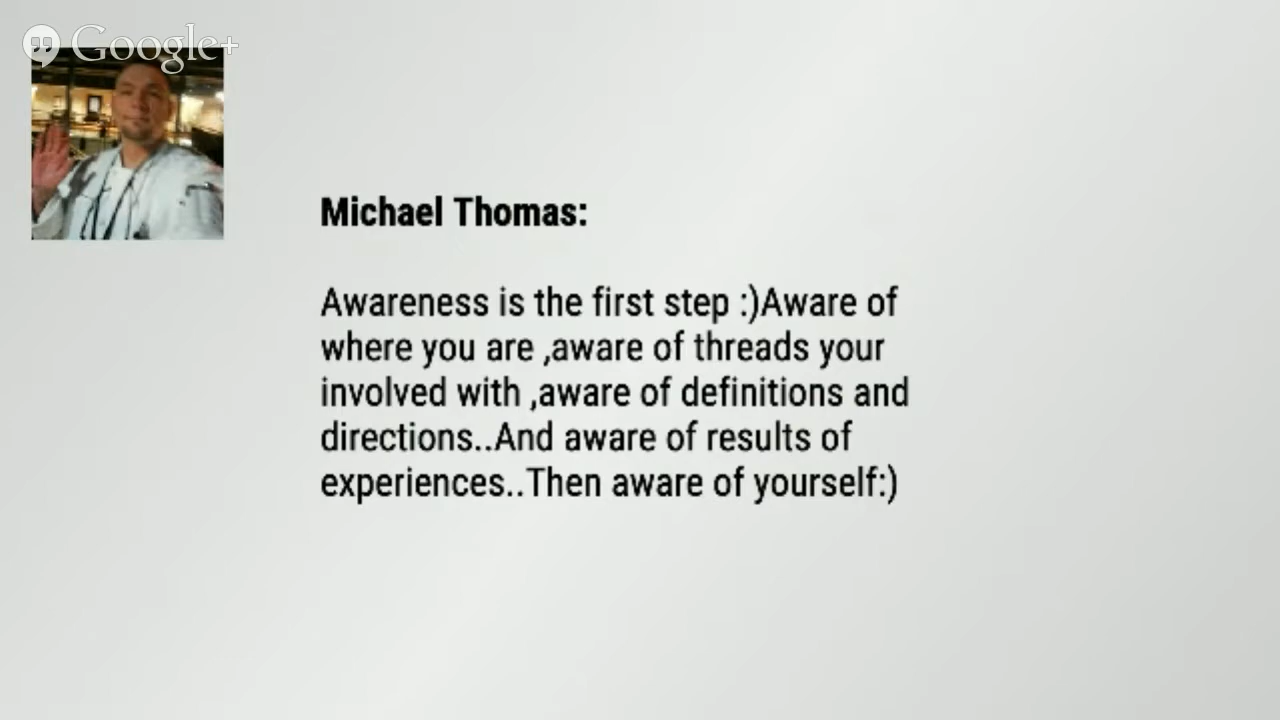 Google+
Michael Thomas:
Awareness is the first step :)Aware of
where you are ,aware of threads your
involved with ,aware of definitions and
directions..And aware of results of
experiences..Then aware of yourself:)